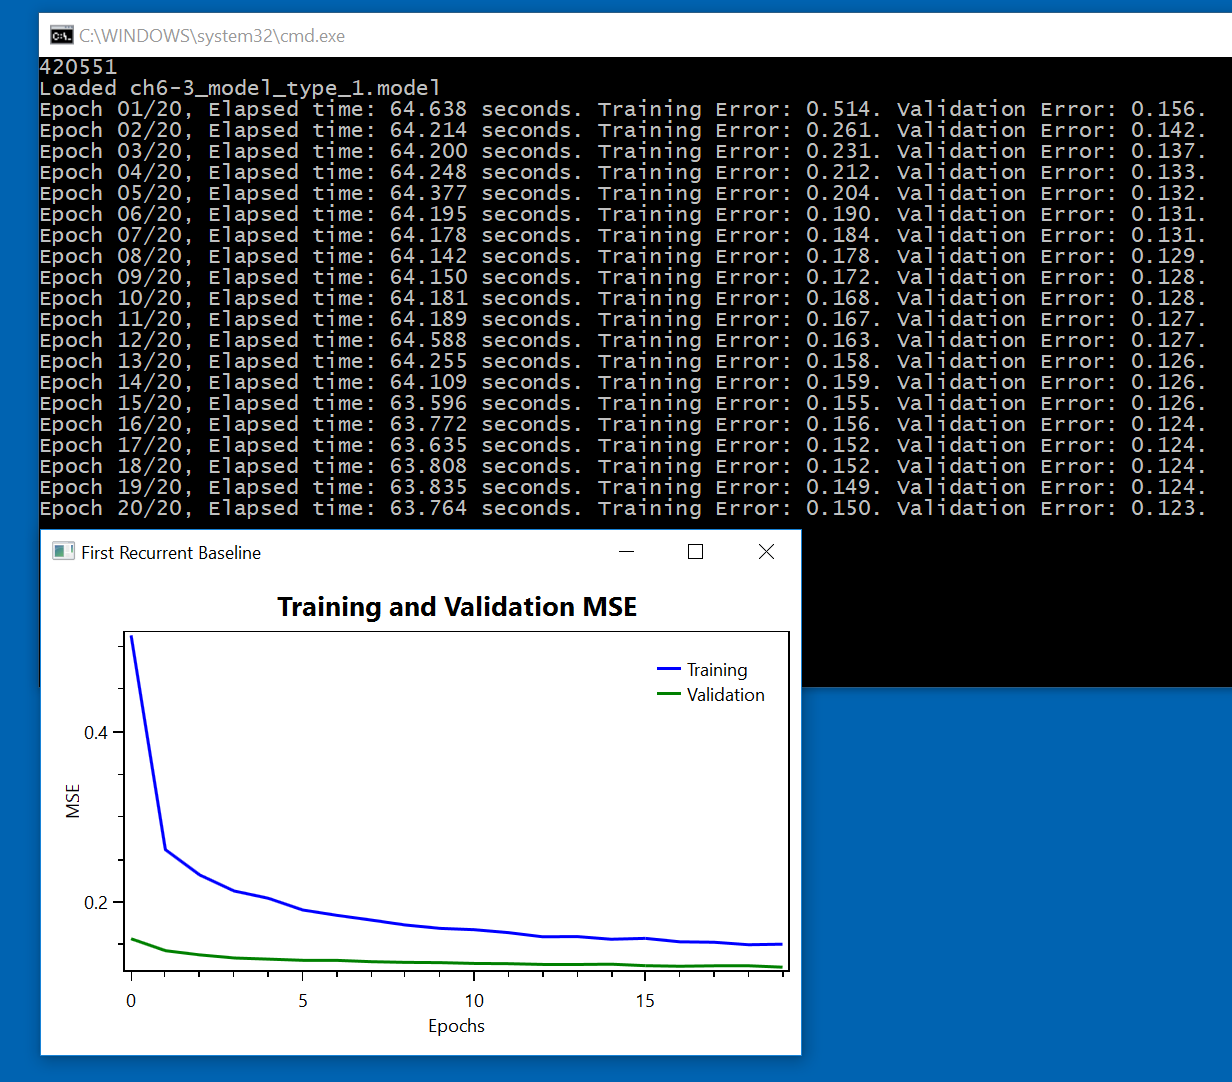 C:\WINDOWS\system32\cmd.exe
420551
Loaded ch6-3_model_type_1.model
Epoch 01/20, Elapsed time: 64.638 seconds. Training Error: 0.514. Validation Error: 0.156.
Epoch 02/20, Elapsed time: 64.214 seconds. Training Error: 0.261. Validation Error: 0.142.
Epoch 03/20, Elapsed time: 64.200 seconds. Training Error: 0.231. Validation Error: 0.137.
Epoch 04/20, Elapsed time: 64.248 seconds. Training Error: 0.212. Validation Error: 0.133.
Epoch 05/20, Elapsed time: 64.377 seconds. Training Error: 0.204. Validation Error: 0.132.
Epoch 06/20, Elapsed time: 64.195 seconds. Training Error: 0.190. Validation Error: 0.131.
Epoch 07/20, Elapsed time: 64.178 seconds. Training Error: 0.184. Validation Error: 0.131.
Epoch 08/20, Elapsed time: 64.142 seconds. Training Error: 0.178. Validation Error: 0.129.
Epoch 09/20, Elapsed time: 64.150 seconds. Training Error: 0.172. Validation Error: 0.128.
Epoch 10/20, Elapsed time: 64.181 seconds. Training Error: 0.168. Validation Error: 0.128.
Epoch 11/20, Elapsed time: 64.189 seconds. Training Error: 0.167. Validation Error: 0.127.
Epoch 12/20, Elapsed time: 64.588 seconds. Training Error: 0.163. Validation Error: 0.127.
Epoch 13/20, Elapsed time: 64.255 seconds. Training Error: 0.158. Validation Error: 0.126.
Epoch 14/20, Elapsed time: 64.109 seconds. Training Error: 0.159. Validation Error: 0.126.
Epoch 15/20, Elapsed time: 63.596 seconds. Training Error: 0.155. Validation Error: 0.126.
Epoch 16/20, Elapsed time: 63.772 seconds. Training Error: 0.156. Validation Error: 0.124.
Epoch 17/20, Elapsed time: 63.635 seconds. Training Error: 0.152. Validation Error: 0.124.
Epoch 18/20, Elapsed time: 63.808 seconds. Training Error: 0.152. Validation Error: 0.124.
Epoch 19/20, Elapsed time: 63.835 seconds. Training Error: 0.149. Validation Error: 0.124.
Epoch 20/20, Elapsed time: 63.764 seconds. Training Error: 0.150. Validation Error: 0.123.
First Recurrent Baseline
Training and Validation MSE
Training
Validation
0.4
MSE
0.2
0 5 10 15
Epochs